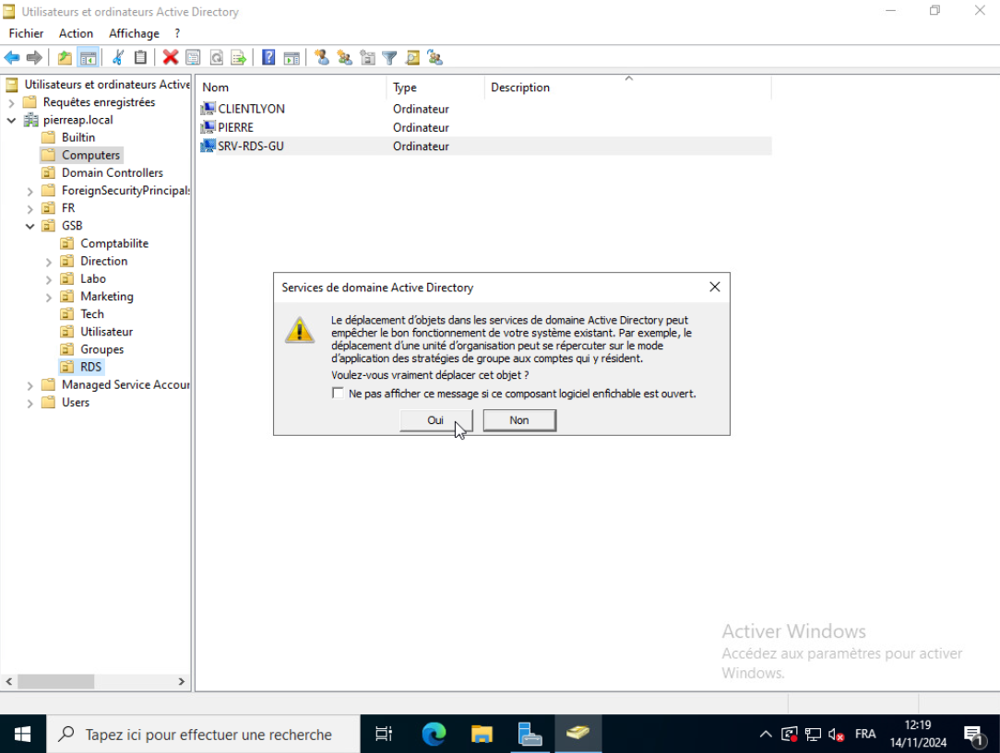 Utilisateurs et ordinateurs Active Directory
Fichier Action Affichage ?
Utilisateurs et ordinateurs Active
Requêtes enregistrées
pierreap.local
Builtin
Computers
Domain Controllers
ForeignSecurityPrincipals
FR
GSB
Comptabilite
Direction
Labo
Marketing
Tech
Utilisateur
Groupes
RDS
Managed Service Accour
Users
Nom Type Description
CLIENTLYON Ordinateur
PIERRE Ordinateur
SRV-RDS-GU Ordinateur
Services de domaine Active Directory
Le déplacement d'objets dans les services de domaine Active Directory peut
empêcher le bon fonctionnement de votre système existant. Par exemple, le
déplacement d'une unité d'organisation peut se répercuter sur le mode
d'application des stratégies de groupe aux comptes qui y résident.
Voulez-vous vraiment déplacer cet objet ?
Ne pas afficher ce message si ce composant logiciel enfichable est ouvert.
Oui Non
Activer Windows
Accédez aux paramètres pour activer
Windows.
Tapez ici pour effectuer une recherche
FRA
12:19
14/11/2024
1